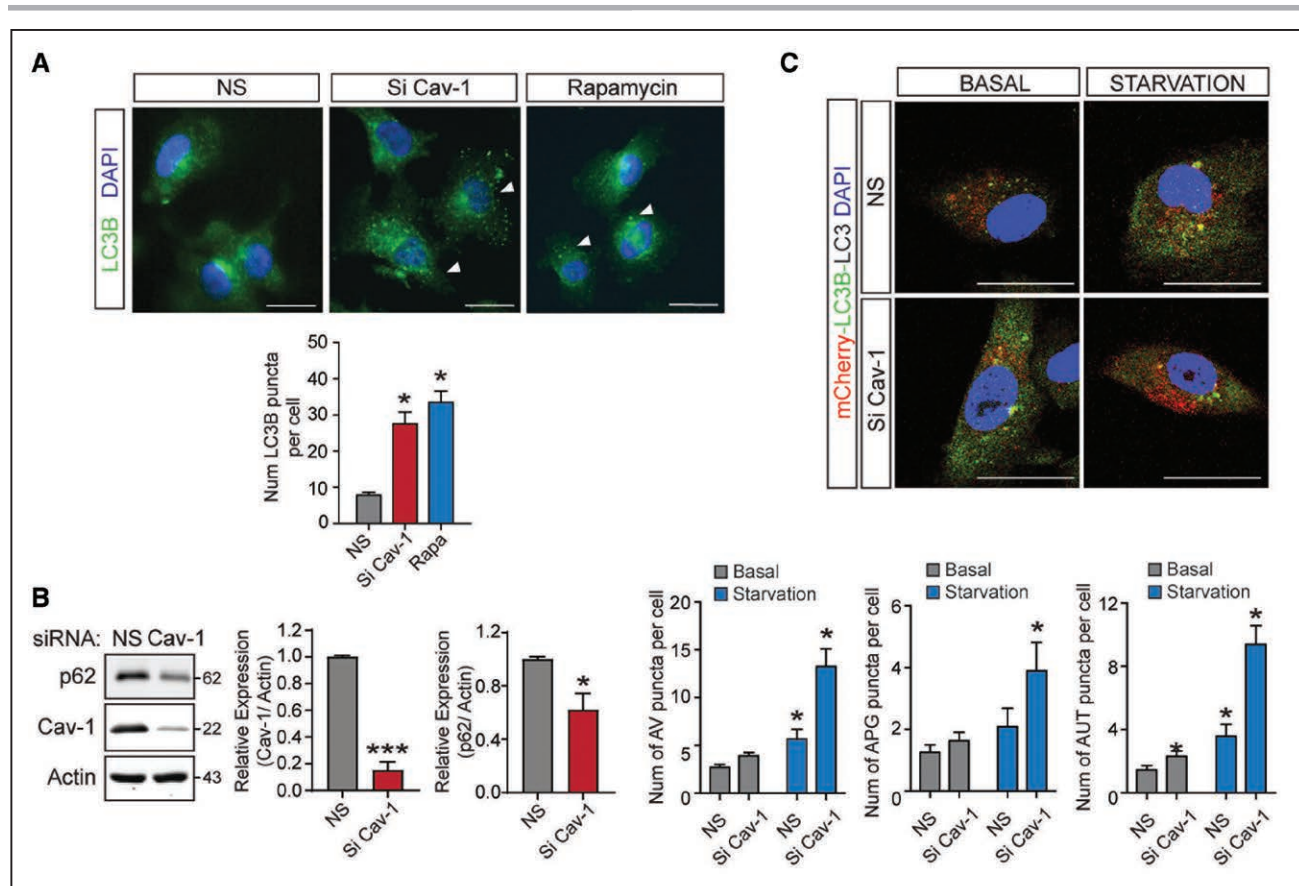 A
NS
Si Cav-1
Rapamycin
LC3B DAPI
Num LC3B puncta
per cell
50
40
30
20
10
0
NS
Si Cav-1
Rapa
B
siRNA: NS Cav-1
p62
62
Cav-1
22
Actin
43
Relative Expression
(Cav-1/ Actin)
1.2
1.0
0.8
0.6
0.4
0.2
0.0
***
NS
Si Cav-1
Relative Expression
(p62/ Actin)
1.2
0.8
0.4
0.0
*
NS
Si Cav-1
C
BASAL
STARVATION
mCherry-LC3B-LC3 DAPI
NS
Si Cav-1
Basal
Starvation
Num of AV puncta per cell
20
15
10
5
0
*
*
NS
Si Cav-1
NS
Si Cav-1
Basal
Starvation
Num of APG puncta per cell
6
4
2
0
*
NS
Si Cav-1
NS
Si Cav-1
Basal
Starvation
Num of AUT puncta per cell
12
8
4
0
*
*
*
NS
Si Cav-1
NS
Si Cav-1